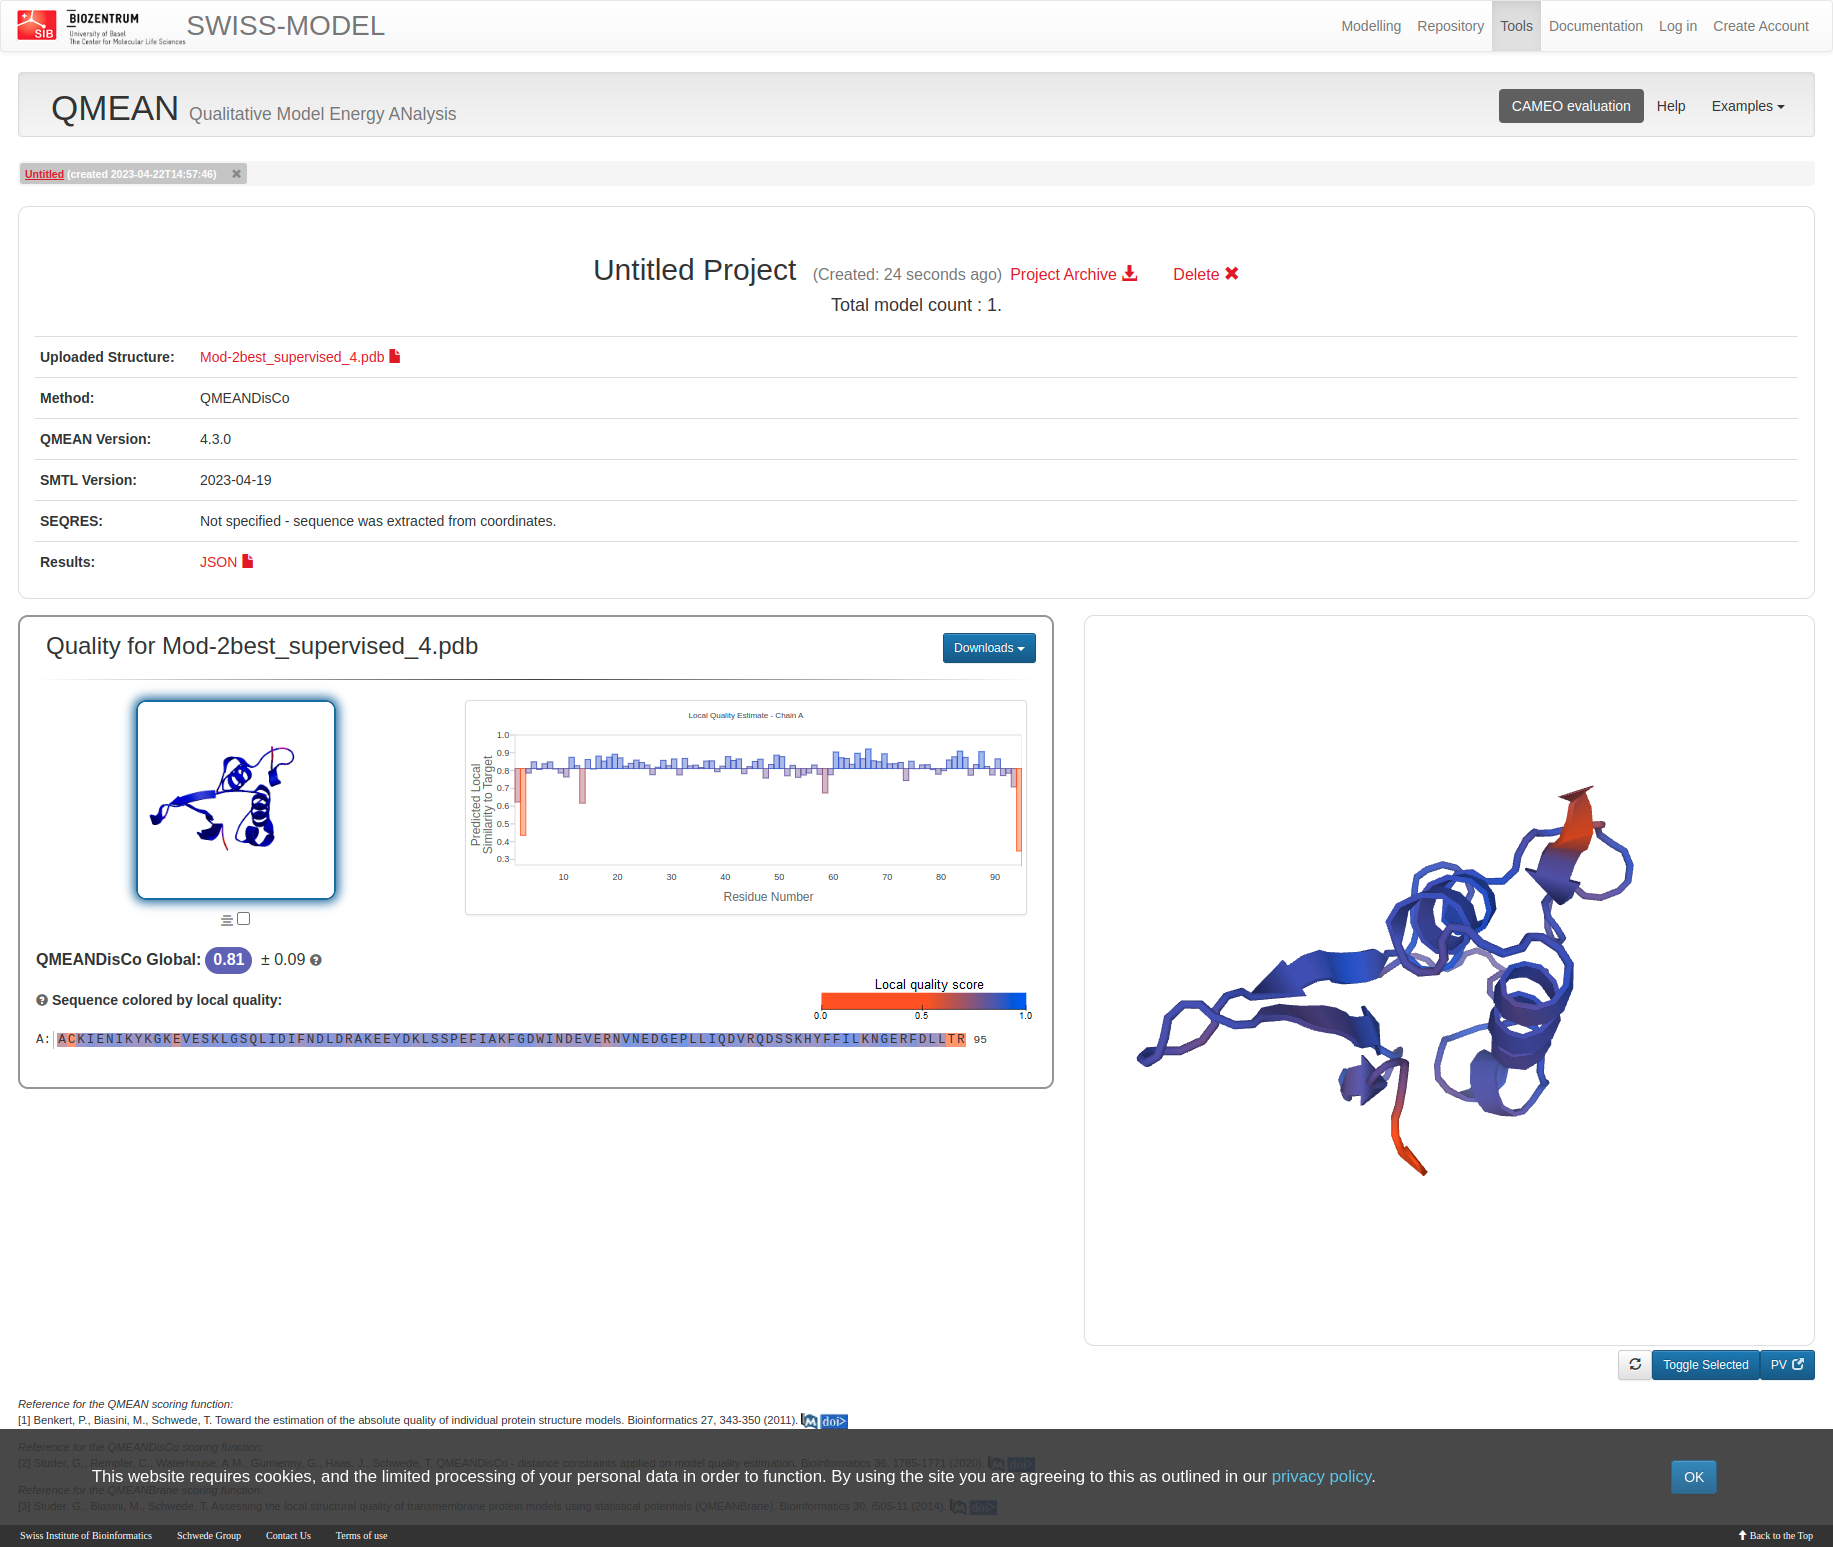 SIB
BIOZENTRUM
University of Basel
The Center for Molecular Life Sciences
SWISS-MODEL
Modelling Repository Tools Documentation Log in Create Account
QMEAN Qualitative Model Energy ANalysis
CAMEO evaluation Help Examples
Untitled (created 2023-04-22T14:57:46)
Untitled Project (Created: 24 seconds ago) Project Archive Delete
Total model count : 1.
Uploaded Structure: Mod-2best_supervised_4.pdb
Method: QMEANDisCo
QMEAN Version: 4.3.0
SMTL Version: 2023-04-19
SEQRES: Not specified - sequence was extracted from coordinates.
Results: JSON
Quality for Mod-2best_supervised_4.pdb
Downloads
Local Quality Estimate - Chain A
Predicted Local
Similarity to Target
1.0
0.9
0.8
0.7
0.6
0.5
0.4
0.3
10 20 30 40 50 60 70 80 90
Residue Number
QMEANDisCo Global: 0.81 ± 0.09
Sequence colored by local quality:
Local quality score
0.0 0.5 1.0
A: ACKIENIKYKGKEVESKLGSQLIDIFNDLDRAKEEYDKLSSPEFIAKFGDWINDEVERNVNEDGEPLLIQDVRQDSSKHYFFILKNGERFDLLTR 95
Toggle Selected PV
Reference for the QMEAN scoring function:
[1] Benkert, P., Biasini, M., Schwede, T. Toward the estimation of the absolute quality of individual protein structure models. Bioinformatics 27, 343-350 (2011). doi>
Reference for the QMEANDisCo scoring function:
[2] Studer, G., Rempfer, C., Waterhouse, A.M., Gumienny, G., Haas, J., Schwede, T. QMEANDisCo - distance constraints applied on model quality estimation. Bioinformatics 36, 1765-1771 (2020). doi>
This website requires cookies, and the limited processing of your personal data in order to function. By using the site you are agreeing to this as outlined in our privacy policy.
OK
Reference for the QMEANBrane scoring function:
[3] Studer, G., Biasini, M., Schwede, T. Assessing the local structural quality of transmembrane protein models using statistical potentials (QMEANBrane). Bioinformatics 30, i505-11 (2014). doi>
Swiss Institute of Bioinformatics Schwede Group Contact Us Terms of use
Back to the Top